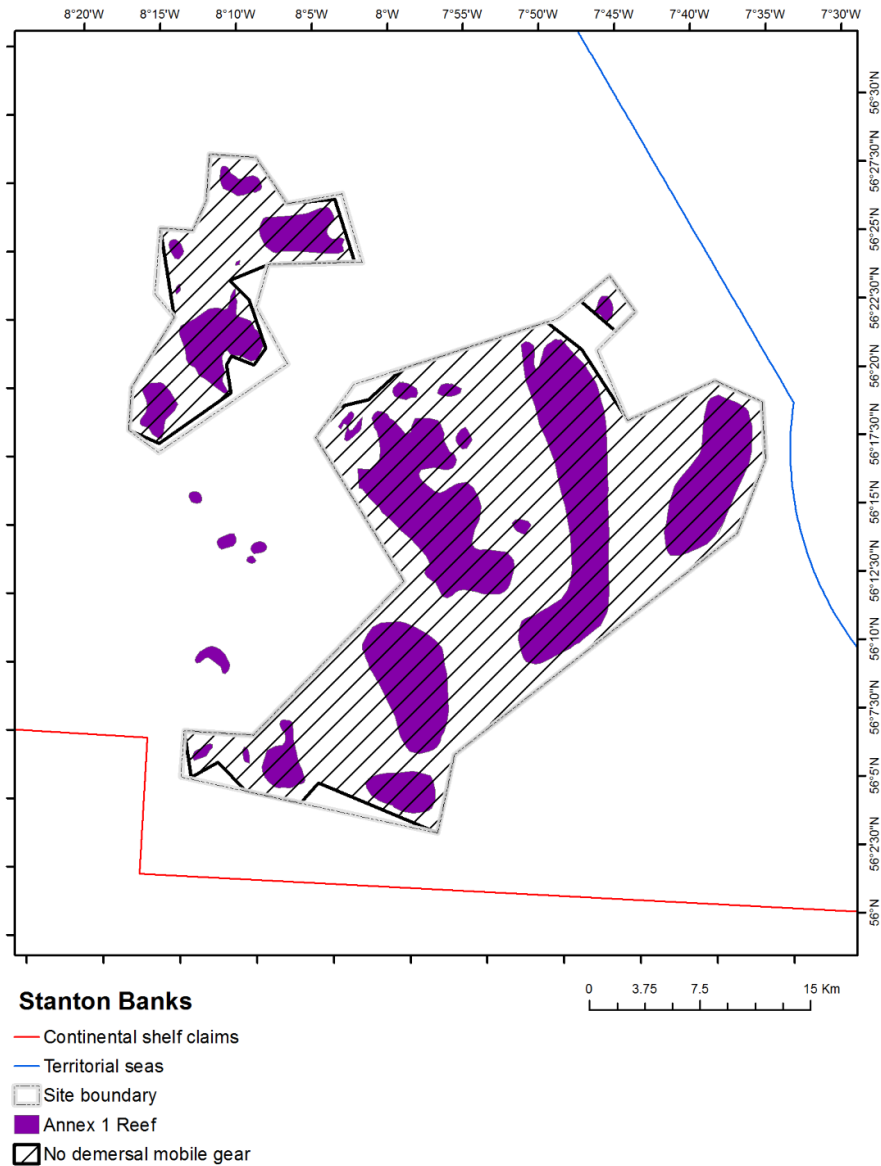 8°20'W 8°15'W 8°10'W 8°5'W 8°W 7°55'W 7°50'W 7°45'W 7°40'W 7°35'W 7°30'W
56°30'N
56°27'30"N
56°25'N
56°22'30"N
56°20'N
56°17'30"N
56°15'N
56°12'30"N
56°10'N
56°7'30"N
56°5'N
56°2'30"N
56°N
Stanton Banks
0 3.75 7.5 15 Km
Continental shelf claims
Territorial seas
Site boundary
Annex 1 Reef
No demersal mobile gear